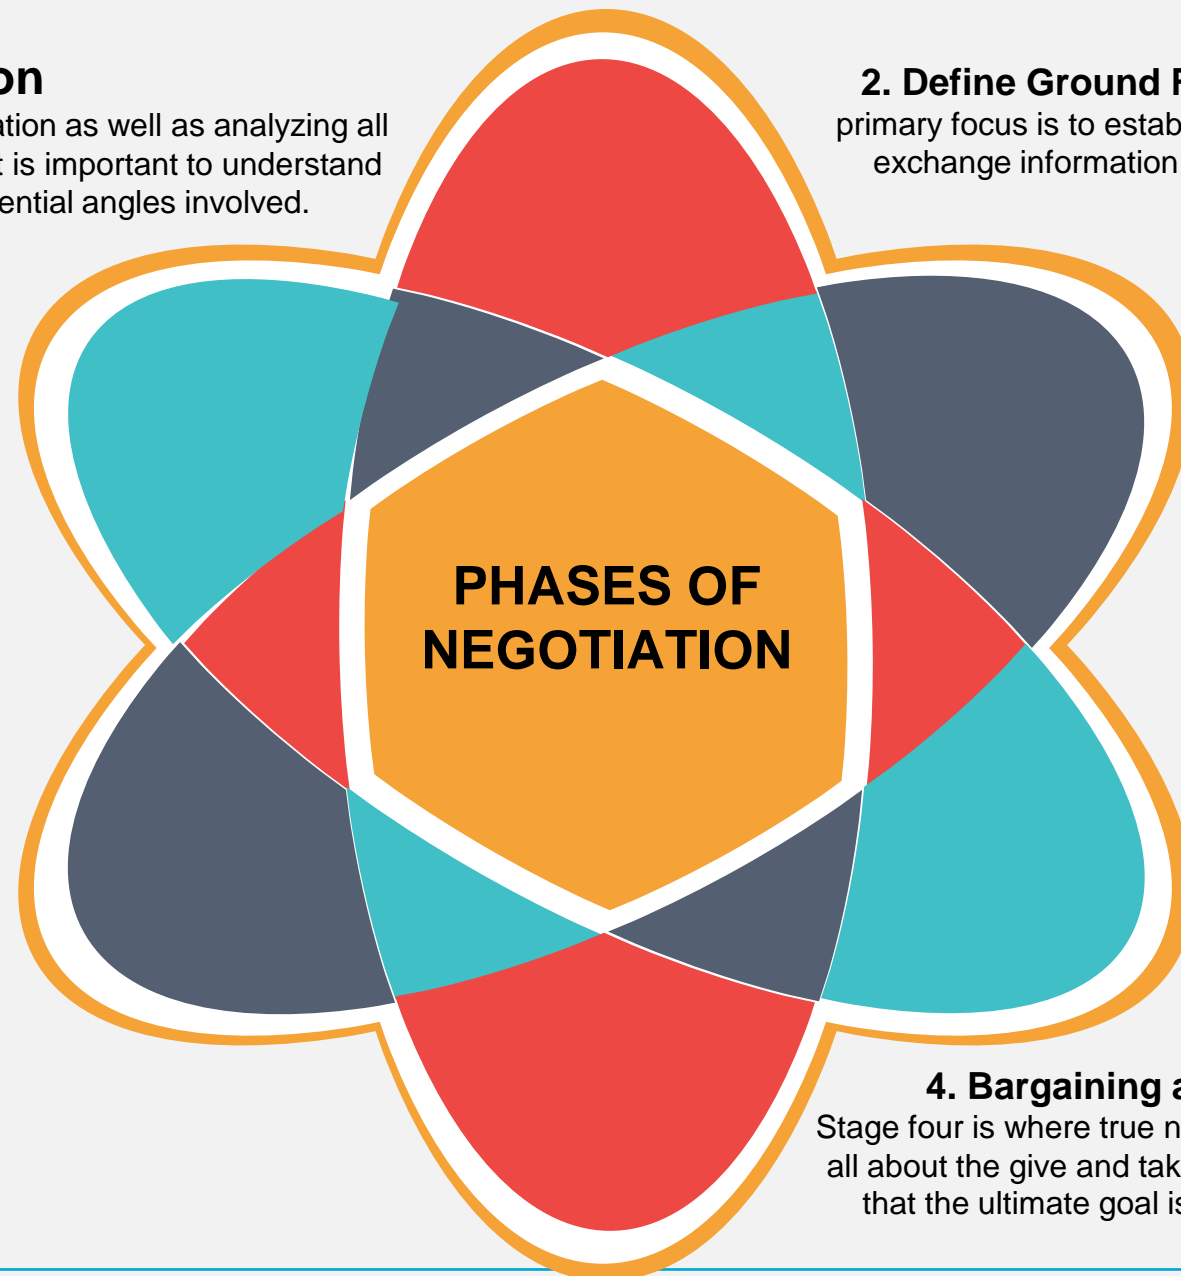 on
ation as well as analyzing all
t is important to understand
ential angles involved.
2. Define Ground
primary focus is to estab
exchange information
PHASES OF
NEGOTIATION
4. Bargaining a
Stage four is where true n
all about the give and tak
that the ultimate goal is